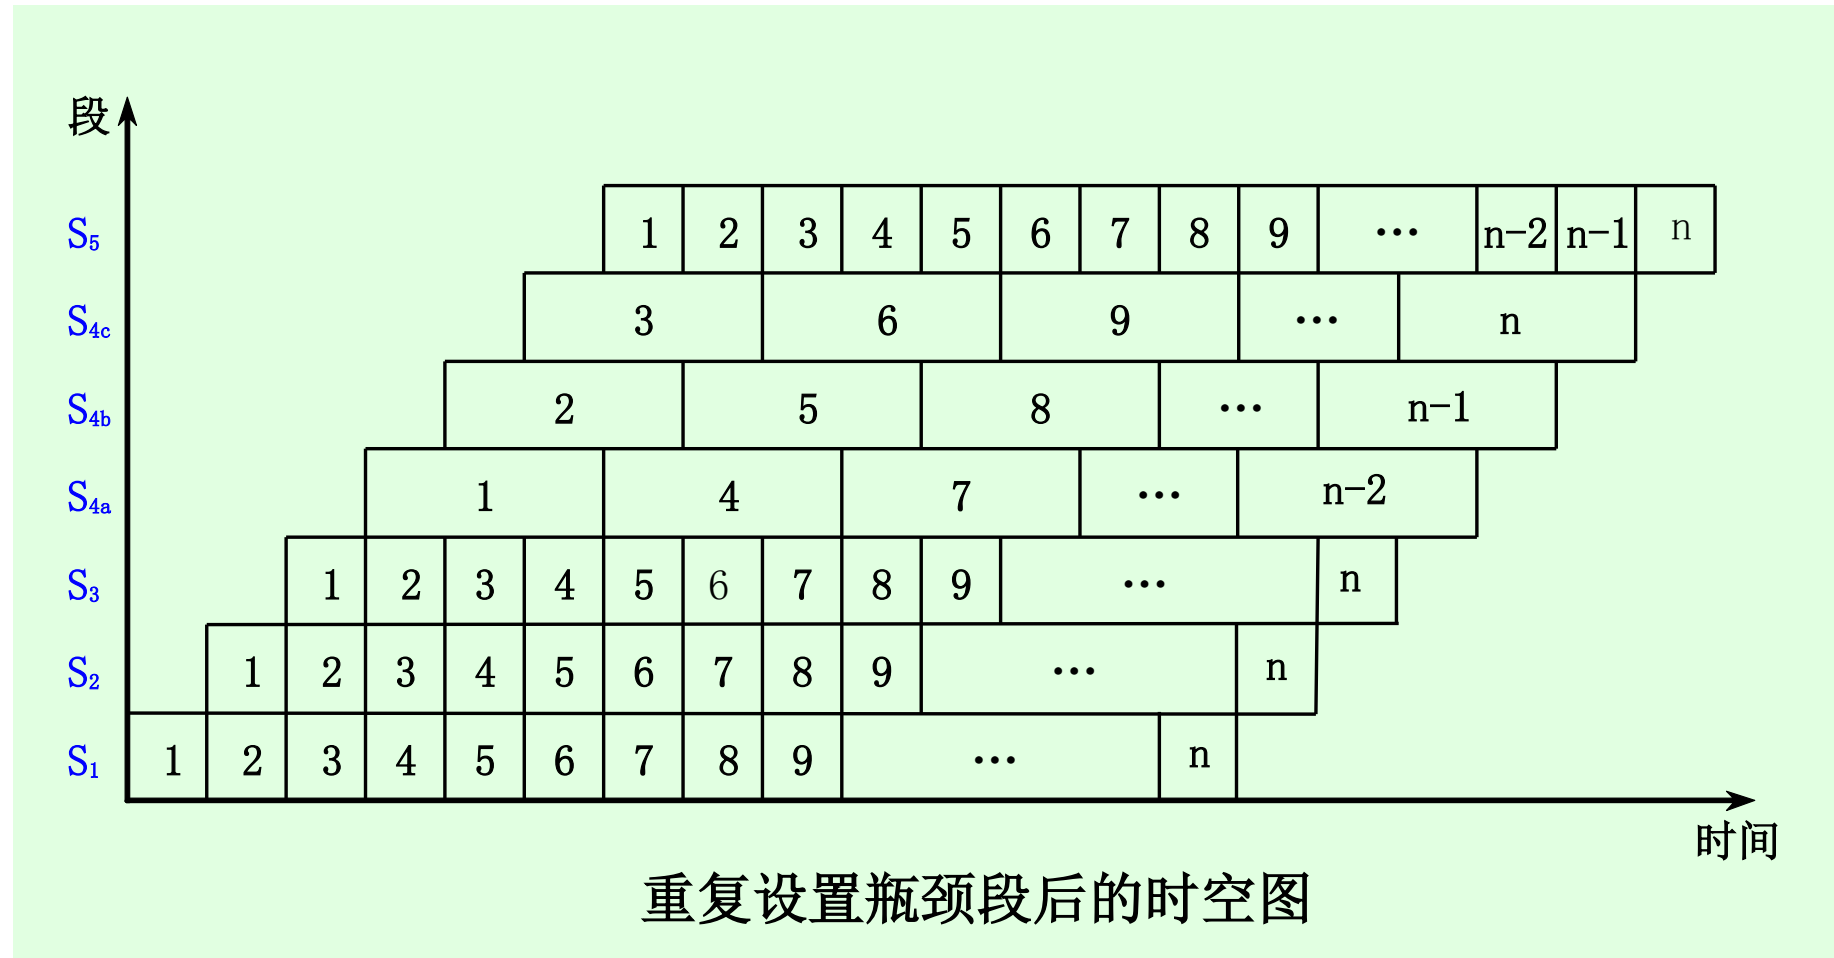 段
S₅ 1 2 3 4 5 6 7 8 9 ··· n-2 n-1 n
S₄c 3 6 9 ··· n
S₄b 2 5 8 ··· n-1
S₄a 1 4 7 ··· n-2
S₃ 1 2 3 4 5 6 7 8 9 ··· n
S₂ 1 2 3 4 5 6 7 8 9 ··· n
S₁ 1 2 3 4 5 6 7 8 9 ··· n
时间
重复设置瓶颈段后的时空图